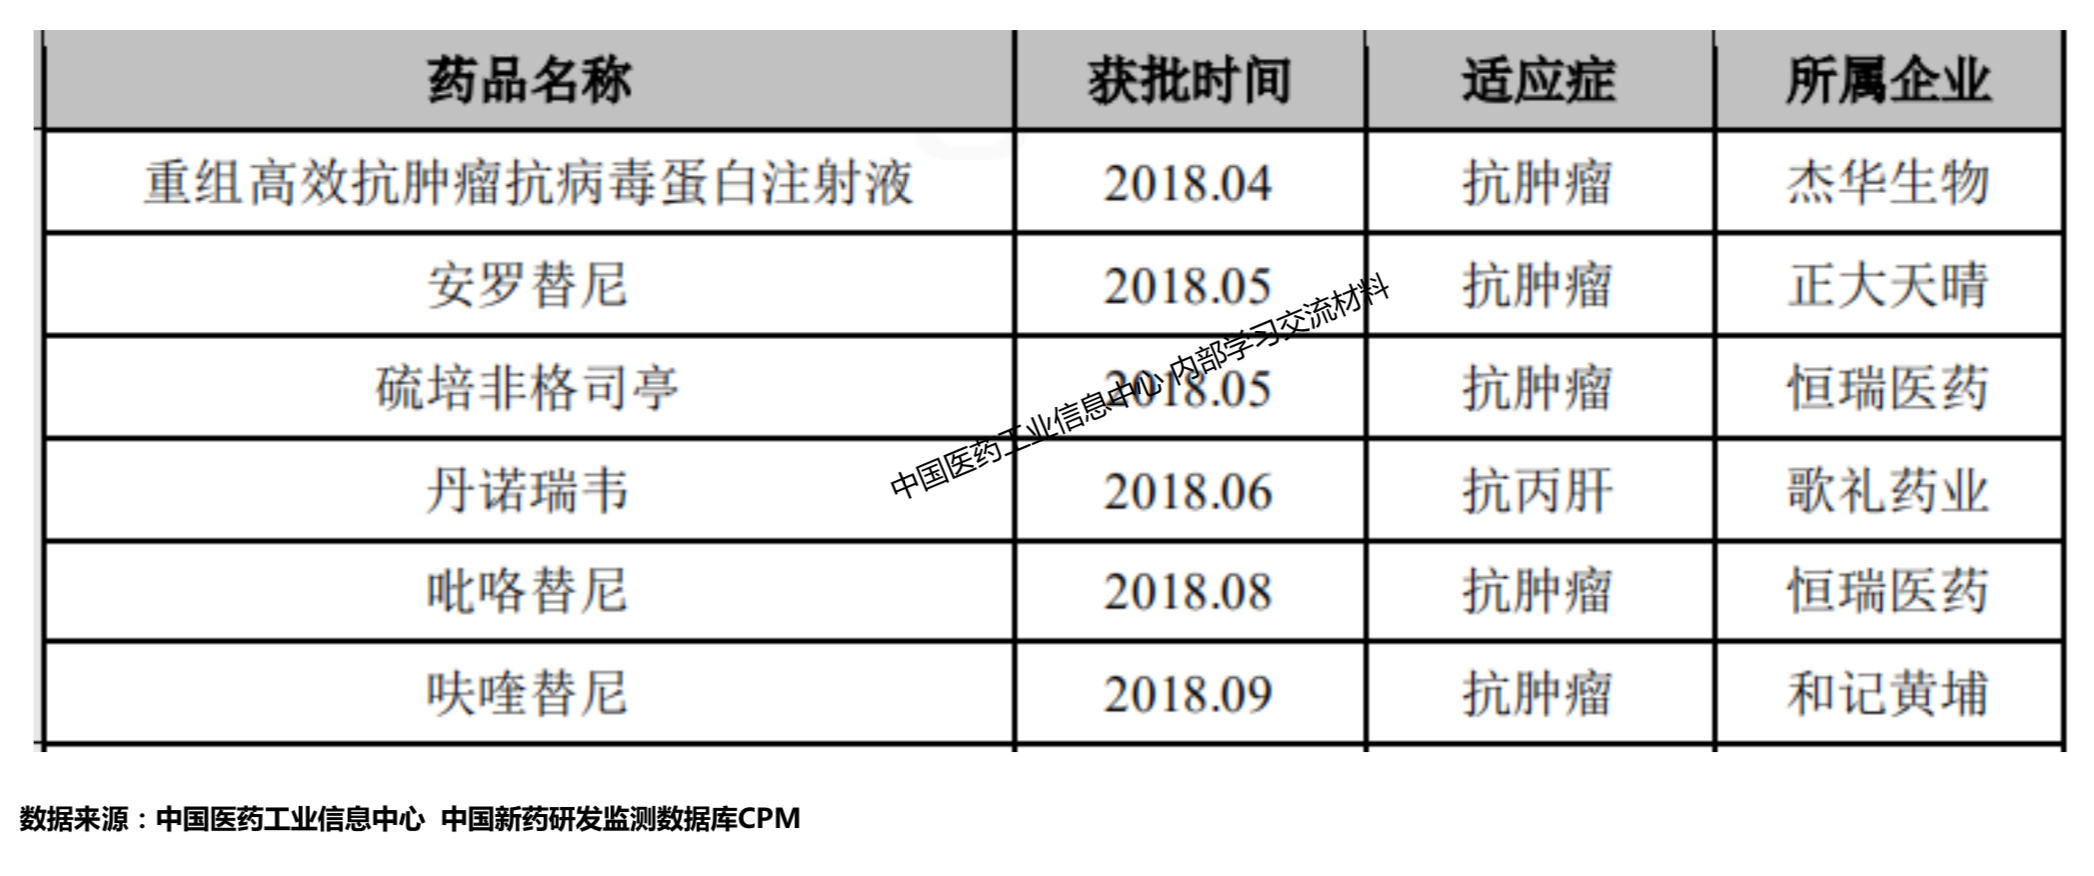 药品名称 获批时间 适应症 所属企业
重组高效抗肿瘤抗病毒蛋白注射液 2018.04 抗肿瘤 杰华生物
安罗替尼 2018.05 抗肿瘤 正大天晴
硫培非格司亭 2018.05 抗肿瘤 恒瑞医药
丹诺瑞韦 2018.06 抗丙肝 歌礼药业
吡咯替尼 2018.08 抗肿瘤 恒瑞医药
呋喹替尼 2018.09 抗肿瘤 和记黄埔
中国医药工业信息中心 内部学习交流材料
数据来源：中国医药工业信息中心 中国新药研发监测数据库CPM